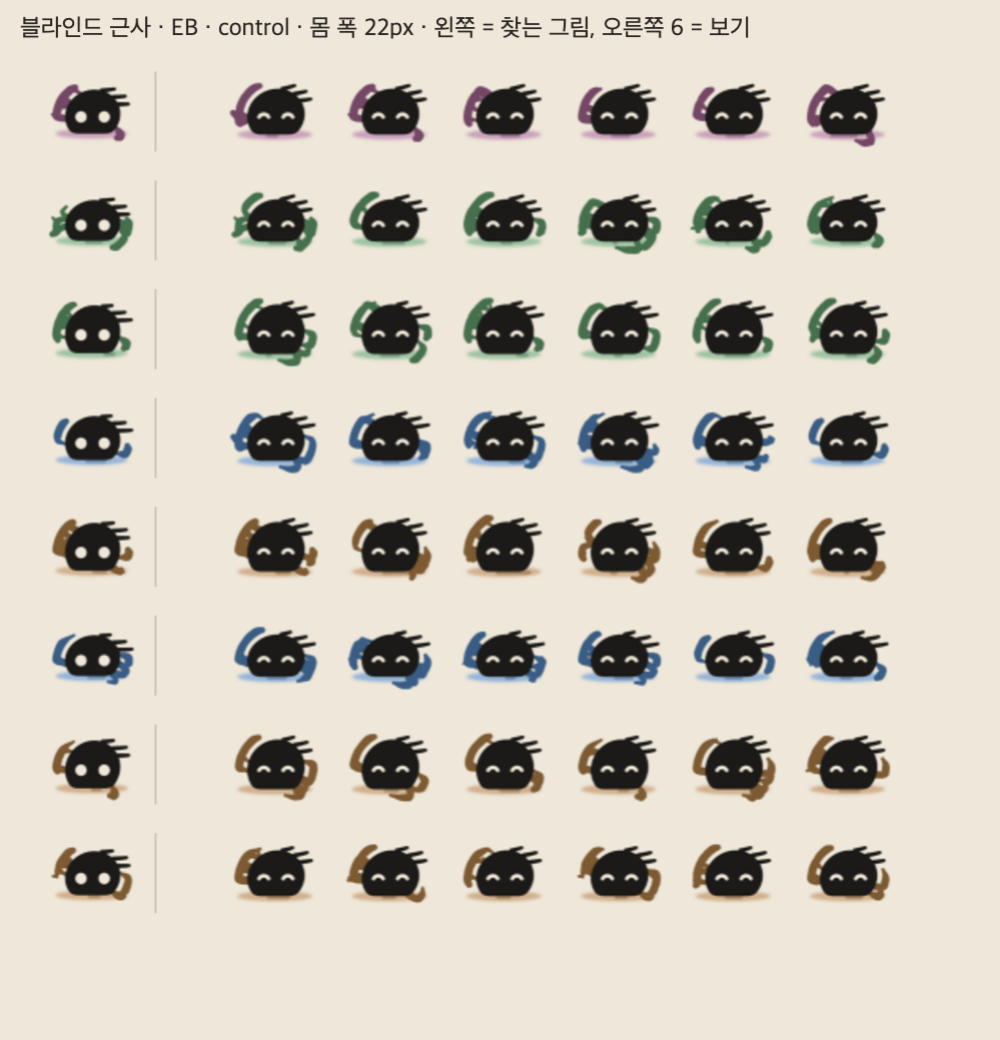 블라인드 근사 · EB · control · 몸 폭 22px · 왼쪽 = 찾는 그림, 오른쪽 6 = 보기